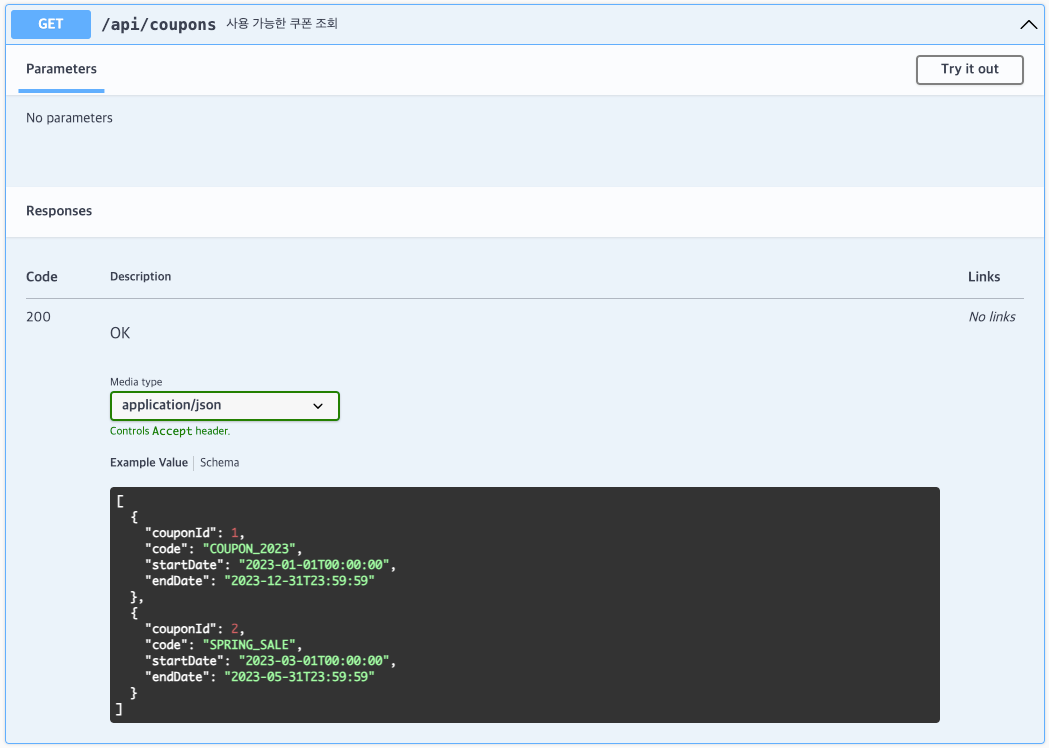 GET /api/coupons 사용 가능한 쿠폰 조회
Parameters Try it out
No parameters
Responses
Code Description Links
200 No links
OK
Media type
application/json
Controls Accept header.
Example Value Schema
[
  {
    "couponId": 1,
    "code": "COUPON_2023",
    "startDate": "2023-01-01T00:00:00",
    "endDate": "2023-12-31T23:59:59"
  },
  {
    "couponId": 2,
    "code": "SPRING_SALE",
    "startDate": "2023-03-01T00:00:00",
    "endDate": "2023-05-31T23:59:59"
  }
]